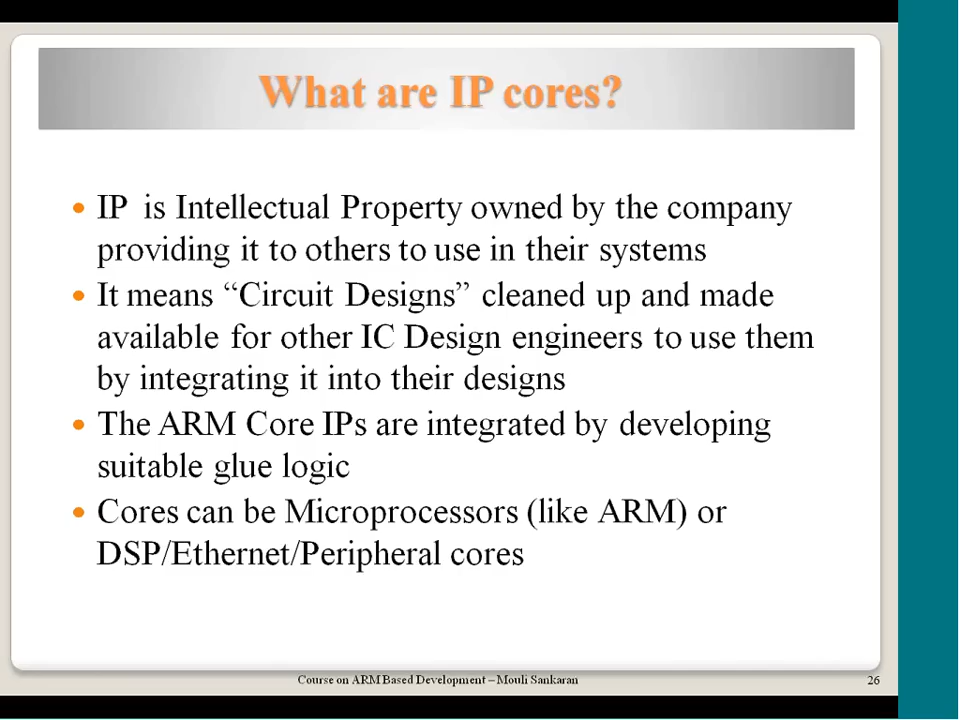 What are IP cores?
• IP is Intellectual Property owned by the company
providing it to others to use in their systems
• It means “Circuit Designs” cleaned up and made
available for other IC Design engineers to use them
by integrating it into their designs
• The ARM Core IPs are integrated by developing
suitable glue logic
• Cores can be Microprocessors (like ARM) or
DSP/Ethernet/Peripheral cores
Course on ARM Based Development – Mouli Sankaran
26